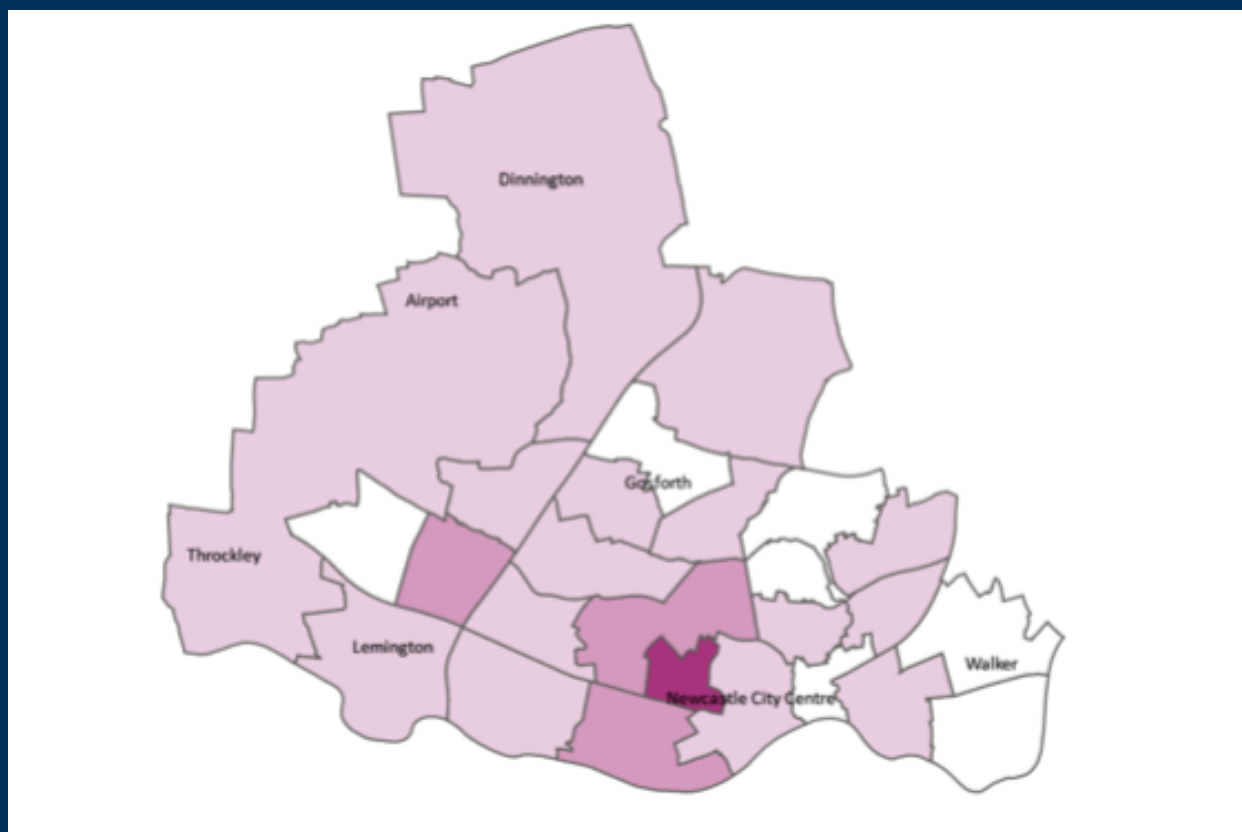 Dinnington
Airport
Gosforth
Throckley
Lemington
Walker
Newcastle City Centre